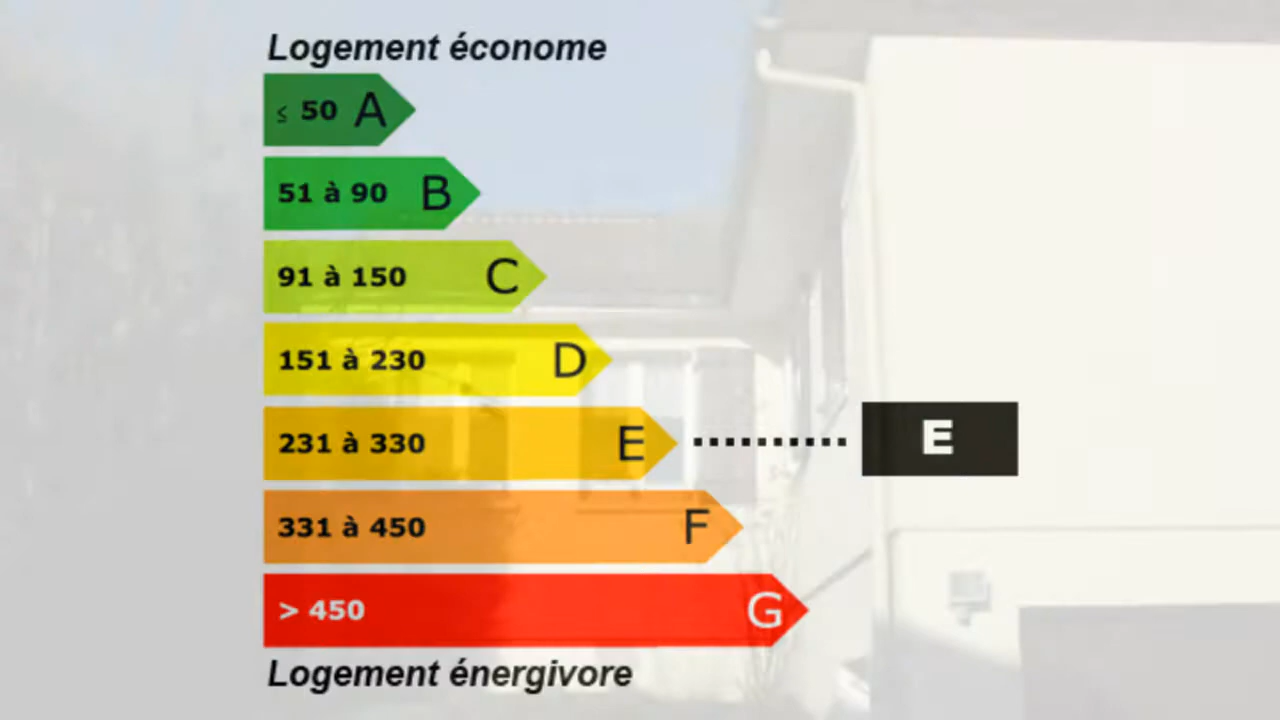 Logement économe
≤ 50 A
51 à 90 B
91 à 150 C
151 à 230 D
231 à 330 E
E
331 à 450 F
> 450 G
Logement énergivore